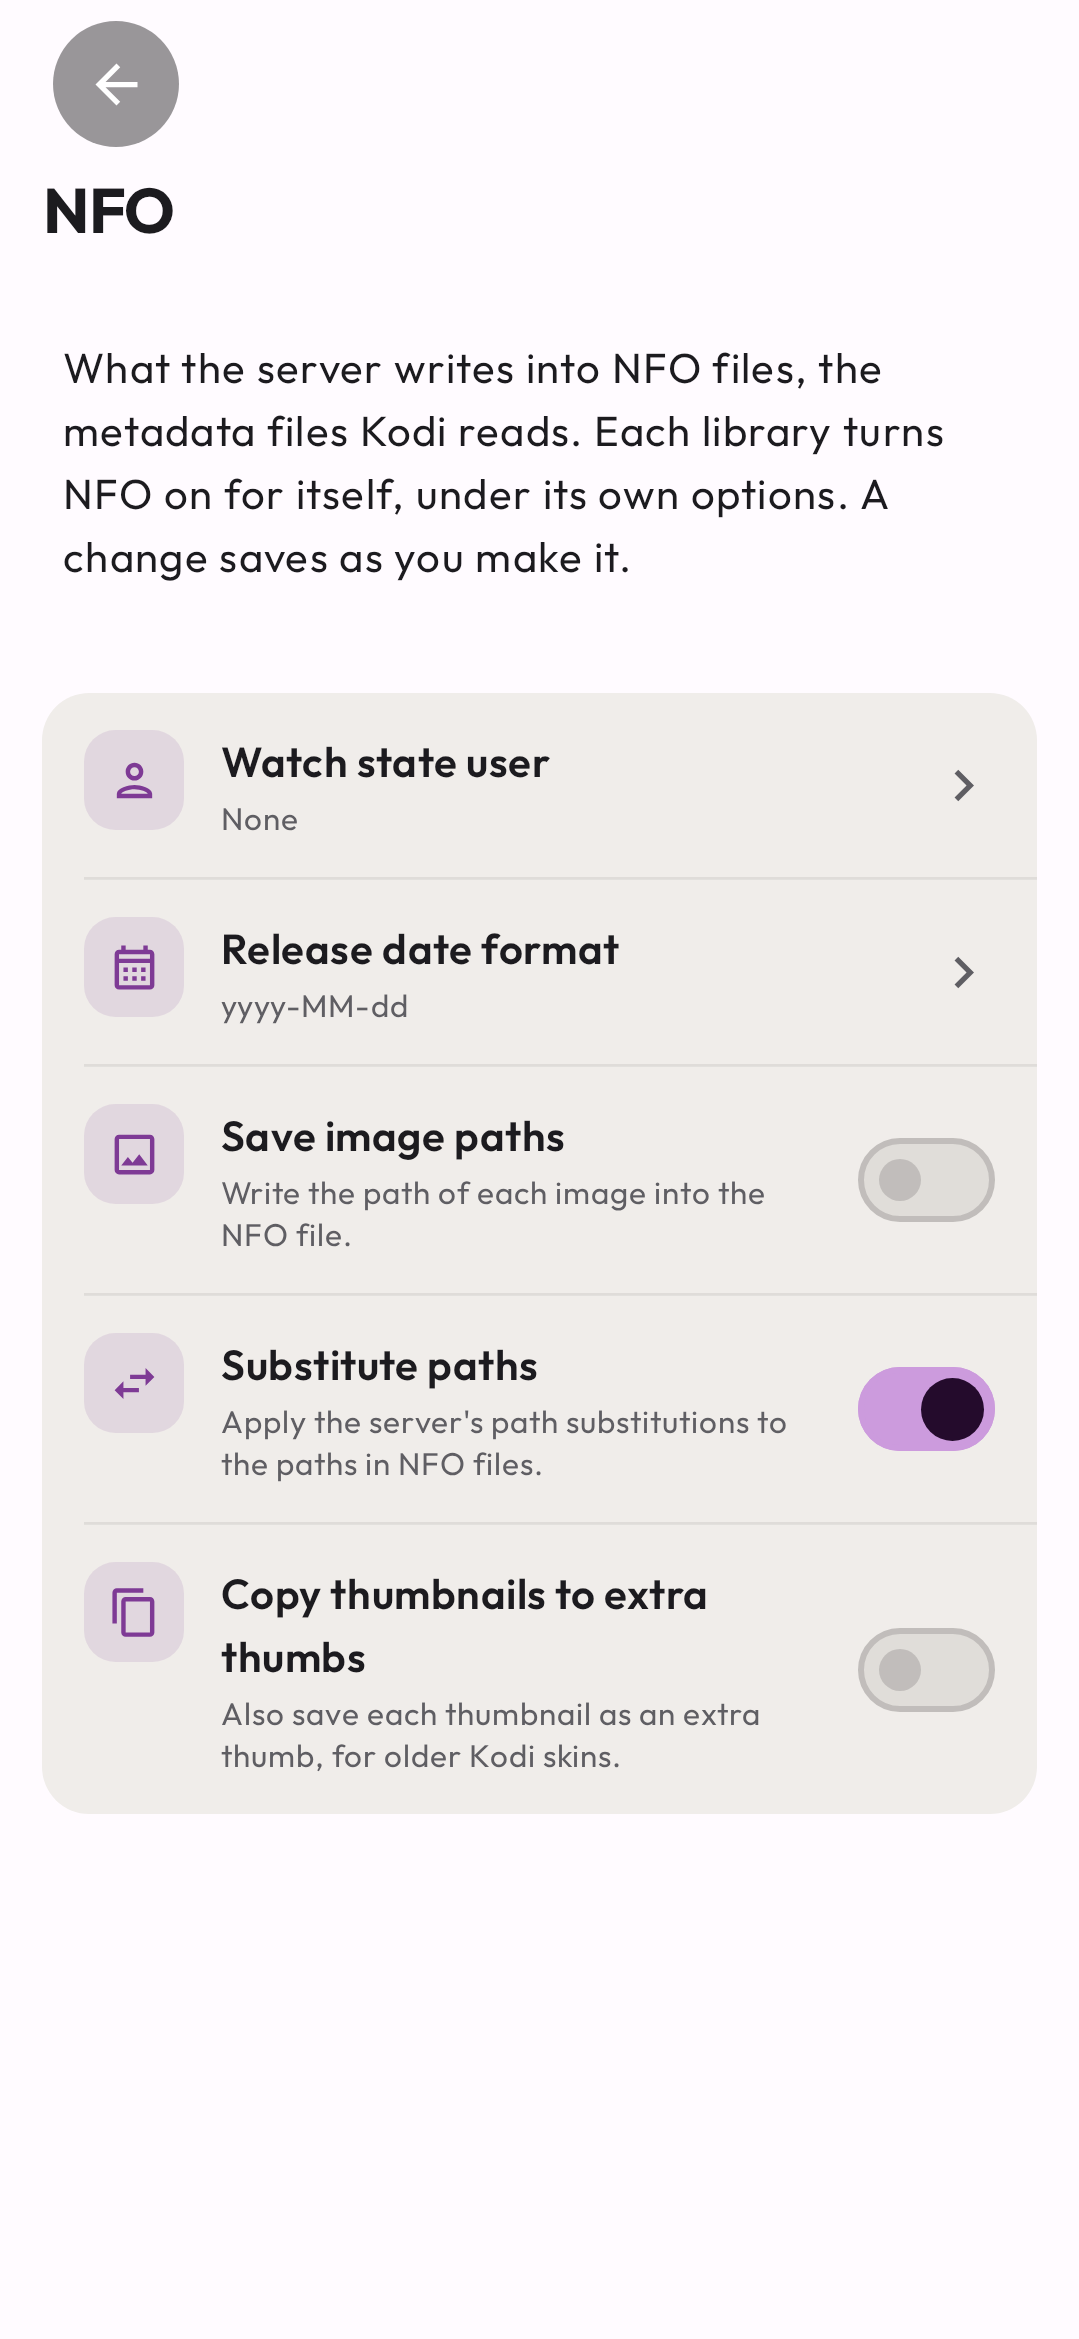 NFO
What the server writes into NFO files, the
metadata files Kodi reads. Each library turns
NFO on for itself, under its own options. A
change saves as you make it.
Watch state user
None
Release date format
yyyy-MM-dd
Save image paths
Write the path of each image into the
NFO file.
Substitute paths
Apply the server's path substitutions to
the paths in NFO files.
Copy thumbnails to extra
thumbs
Also save each thumbnail as an extra
thumb, for older Kodi skins.